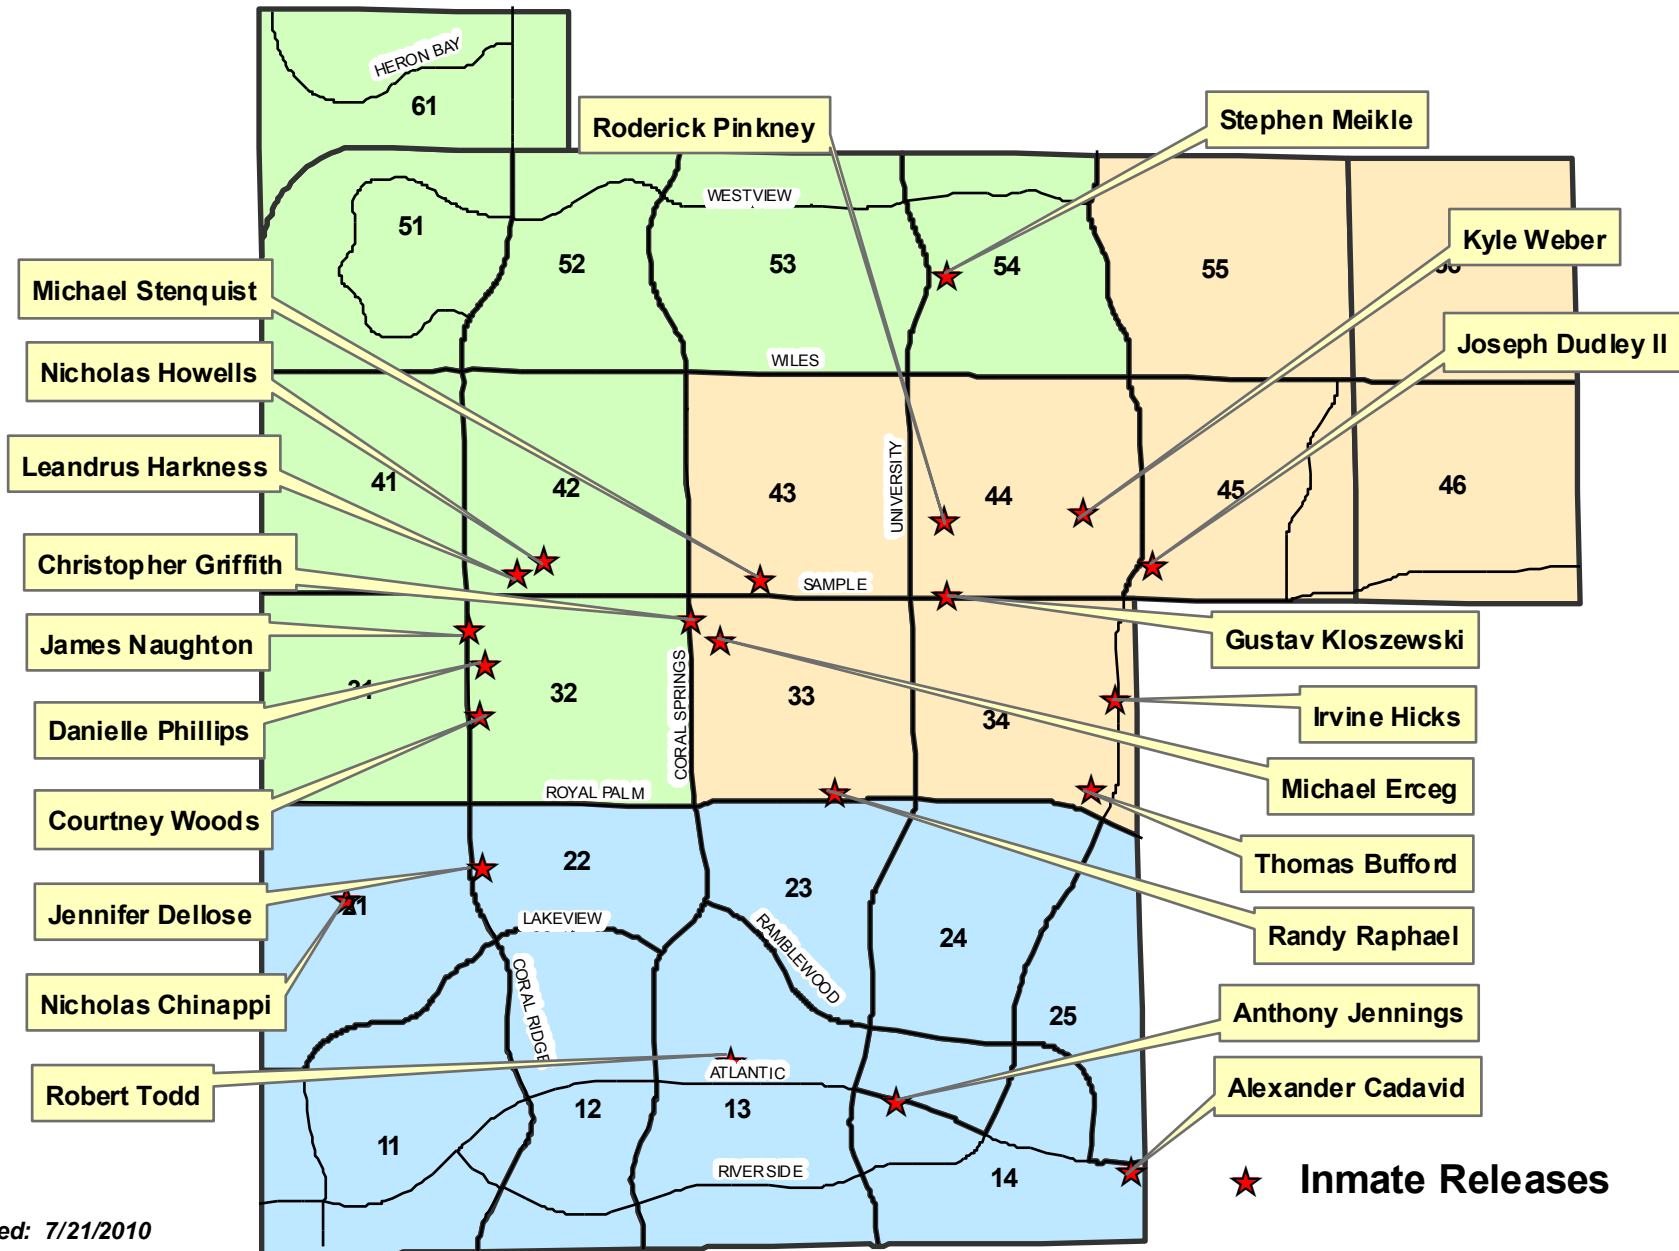 HERON BAY
61
Roderick Pinkney
Stephen Meikle
WESTVIEW
51
52
53
54
55
Kyle Weber
Michael Stenquist
Joseph Dudley II
WILES
Nicholas Howells
Leandrus Harkness
41
42
43
UNIVERSITY
44
45
46
Christopher Griffith
SAMPLE
James Naughton
Gustav Kloszewski
CORAL SPRINGS
32
33
34
Danielle Phillips
Irvine Hicks
ROYAL PALM
Michael Erceg
Courtney Woods
22
23
Thomas Bufford
Jennifer Dellose
21
LAKEVIEW
RAMBLEWOOD
24
Randy Raphael
CORAL RIDGE
Nicholas Chinappi
25
Anthony Jennings
Robert Todd
ATLANTIC
Alexander Cadavid
12
13
11
RIVERSIDE
14
Inmate Releases
ed: 7/21/2010